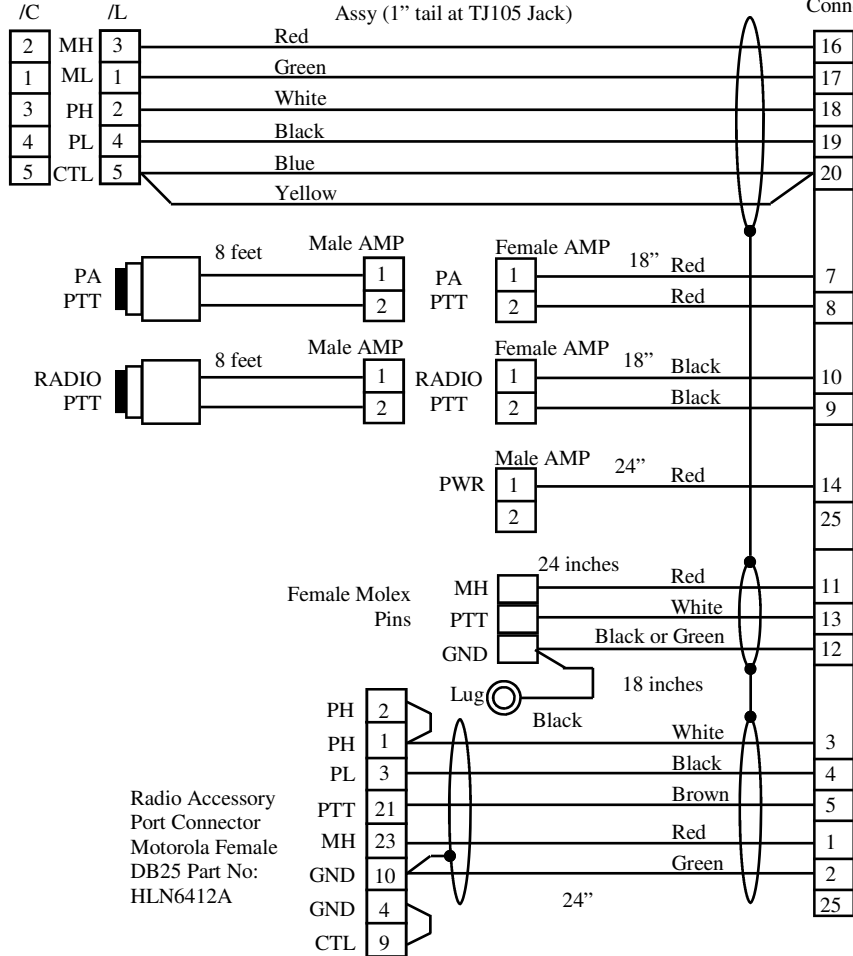 /C /L Assy (1” tail at TJ105 Jack) Conn
2 MH 3 Red 16
1 ML 1 Green 17
3 PH 2 White 18
4 PL 4 Black 19
5 CTL 5 Blue 20
Yellow
8 feet Male AMP Female AMP 18” Red
PA 1 PA 1 7
PTT 2 PTT 2 Red 8
8 feet Male AMP Female AMP 18” Black
RADIO 1 RADIO 1 10
PTT 2 PTT 2 Black 9
Male AMP 24” Red
PWR 1 14
2 25
24 inches
Female Molex MH Red 11
Pins PTT White 13
GND Black or Green 12
Lug 18 inches
Black
PH 2
PH 1 White 3
PL 3 Black 4
Radio Accessory
Port Connector
Motorola Female
DB25 Part No:
HLN6412A
PTT 21 Brown 5
MH 23 Red 1
GND 10 Green 2
GND 4 24” 25
CTL 9